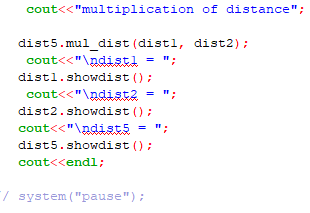 cout<<"multiplication of distance";
dist5.mul_dist(dist1, dist2);
cout<<"\ndist1 = ";
dist1.showdist();
cout<<"\ndist2 = ";
dist2.showdist();
cout<<"\ndist5 = ";
dist5.showdist();
cout<<endl;
// system("pause");